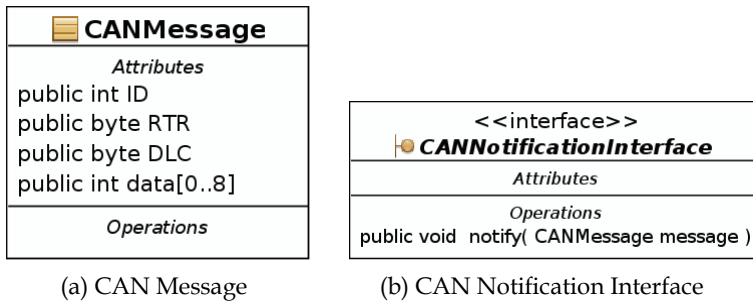 CANMessage
Attributes
public int ID
public byte RTR
public byte DLC
public int data[0..8]
Operations
(a) CAN Message
<<interface>>
CANNotificationInterface
Attributes
Operations
public void notify( CANMessage message )
(b) CAN Notification Interface